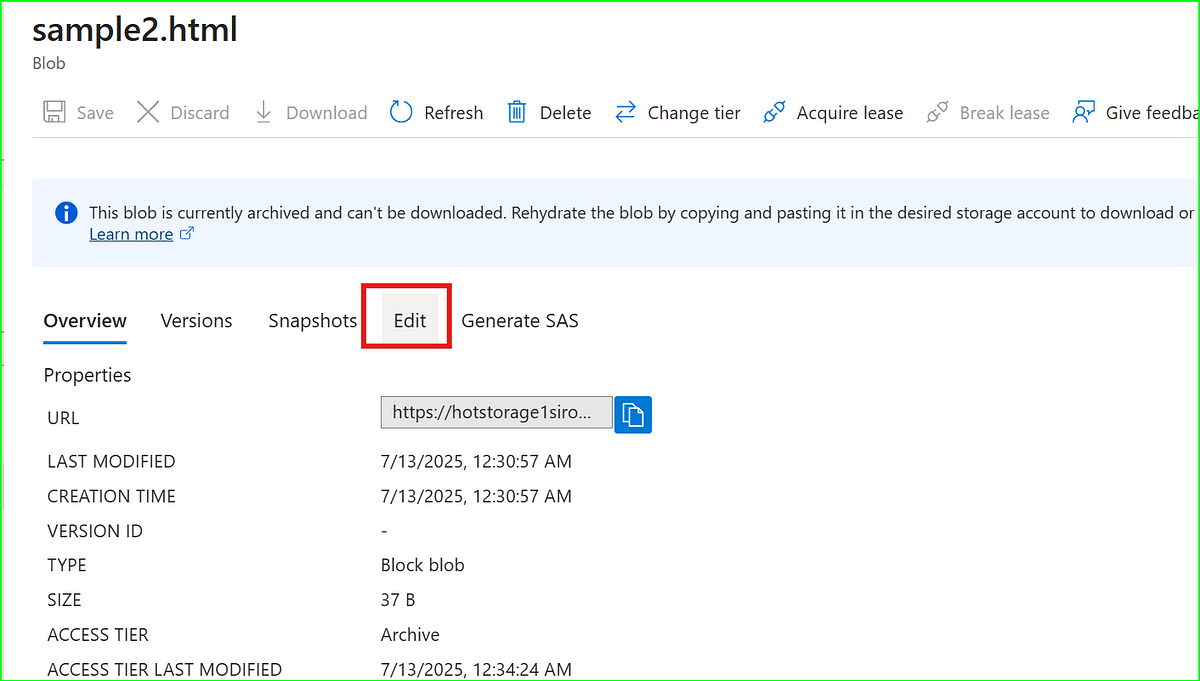 sample2.html
Blob
Save Discard Download Refresh Delete Change tier Acquire lease Break lease Give feedba
This blob is currently archived and can't be downloaded. Rehydrate the blob by copying and pasting it in the desired storage account to download or
Learn more
Overview Versions Snapshots Edit Generate SAS
Properties
URL https://hotstorage1siro...
LAST MODIFIED 7/13/2025, 12:30:57 AM
CREATION TIME 7/13/2025, 12:30:57 AM
VERSION ID -
TYPE Block blob
SIZE 37 B
ACCESS TIER Archive
ACCESS TIER LAST MODIFIED 7/13/2025, 12:34:24 AM